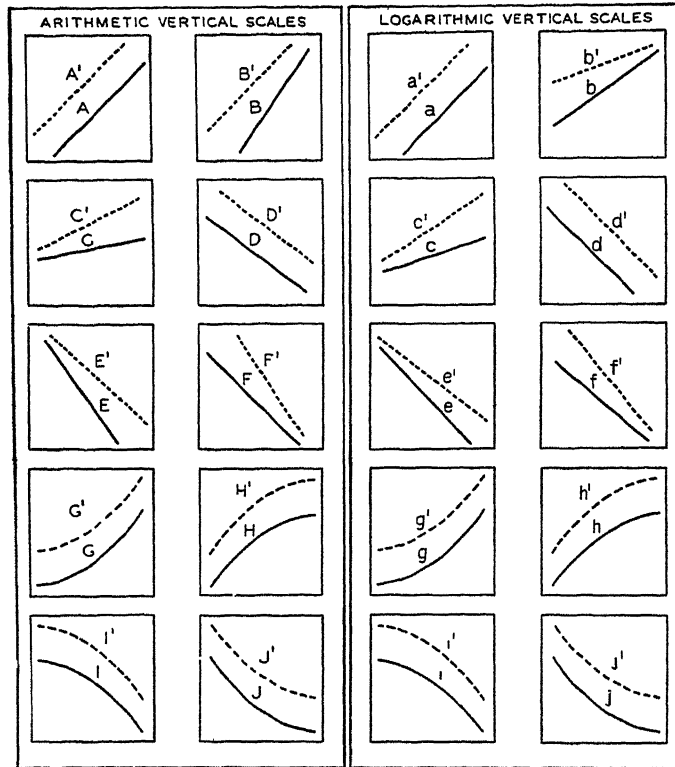 ARITHMETIC VERTICAL SCALES
LOGARITHMIC VERTICAL SCALES
A'
A
B'
B
a'
a
b'
b
C'
C
D'
D
c'
c
d'
d
E'
E
F'
F
e'
e
f'
f
G'
G
H'
H
g'
g
h'
h
I'
I
J'
J
ı'
ı
J'
j